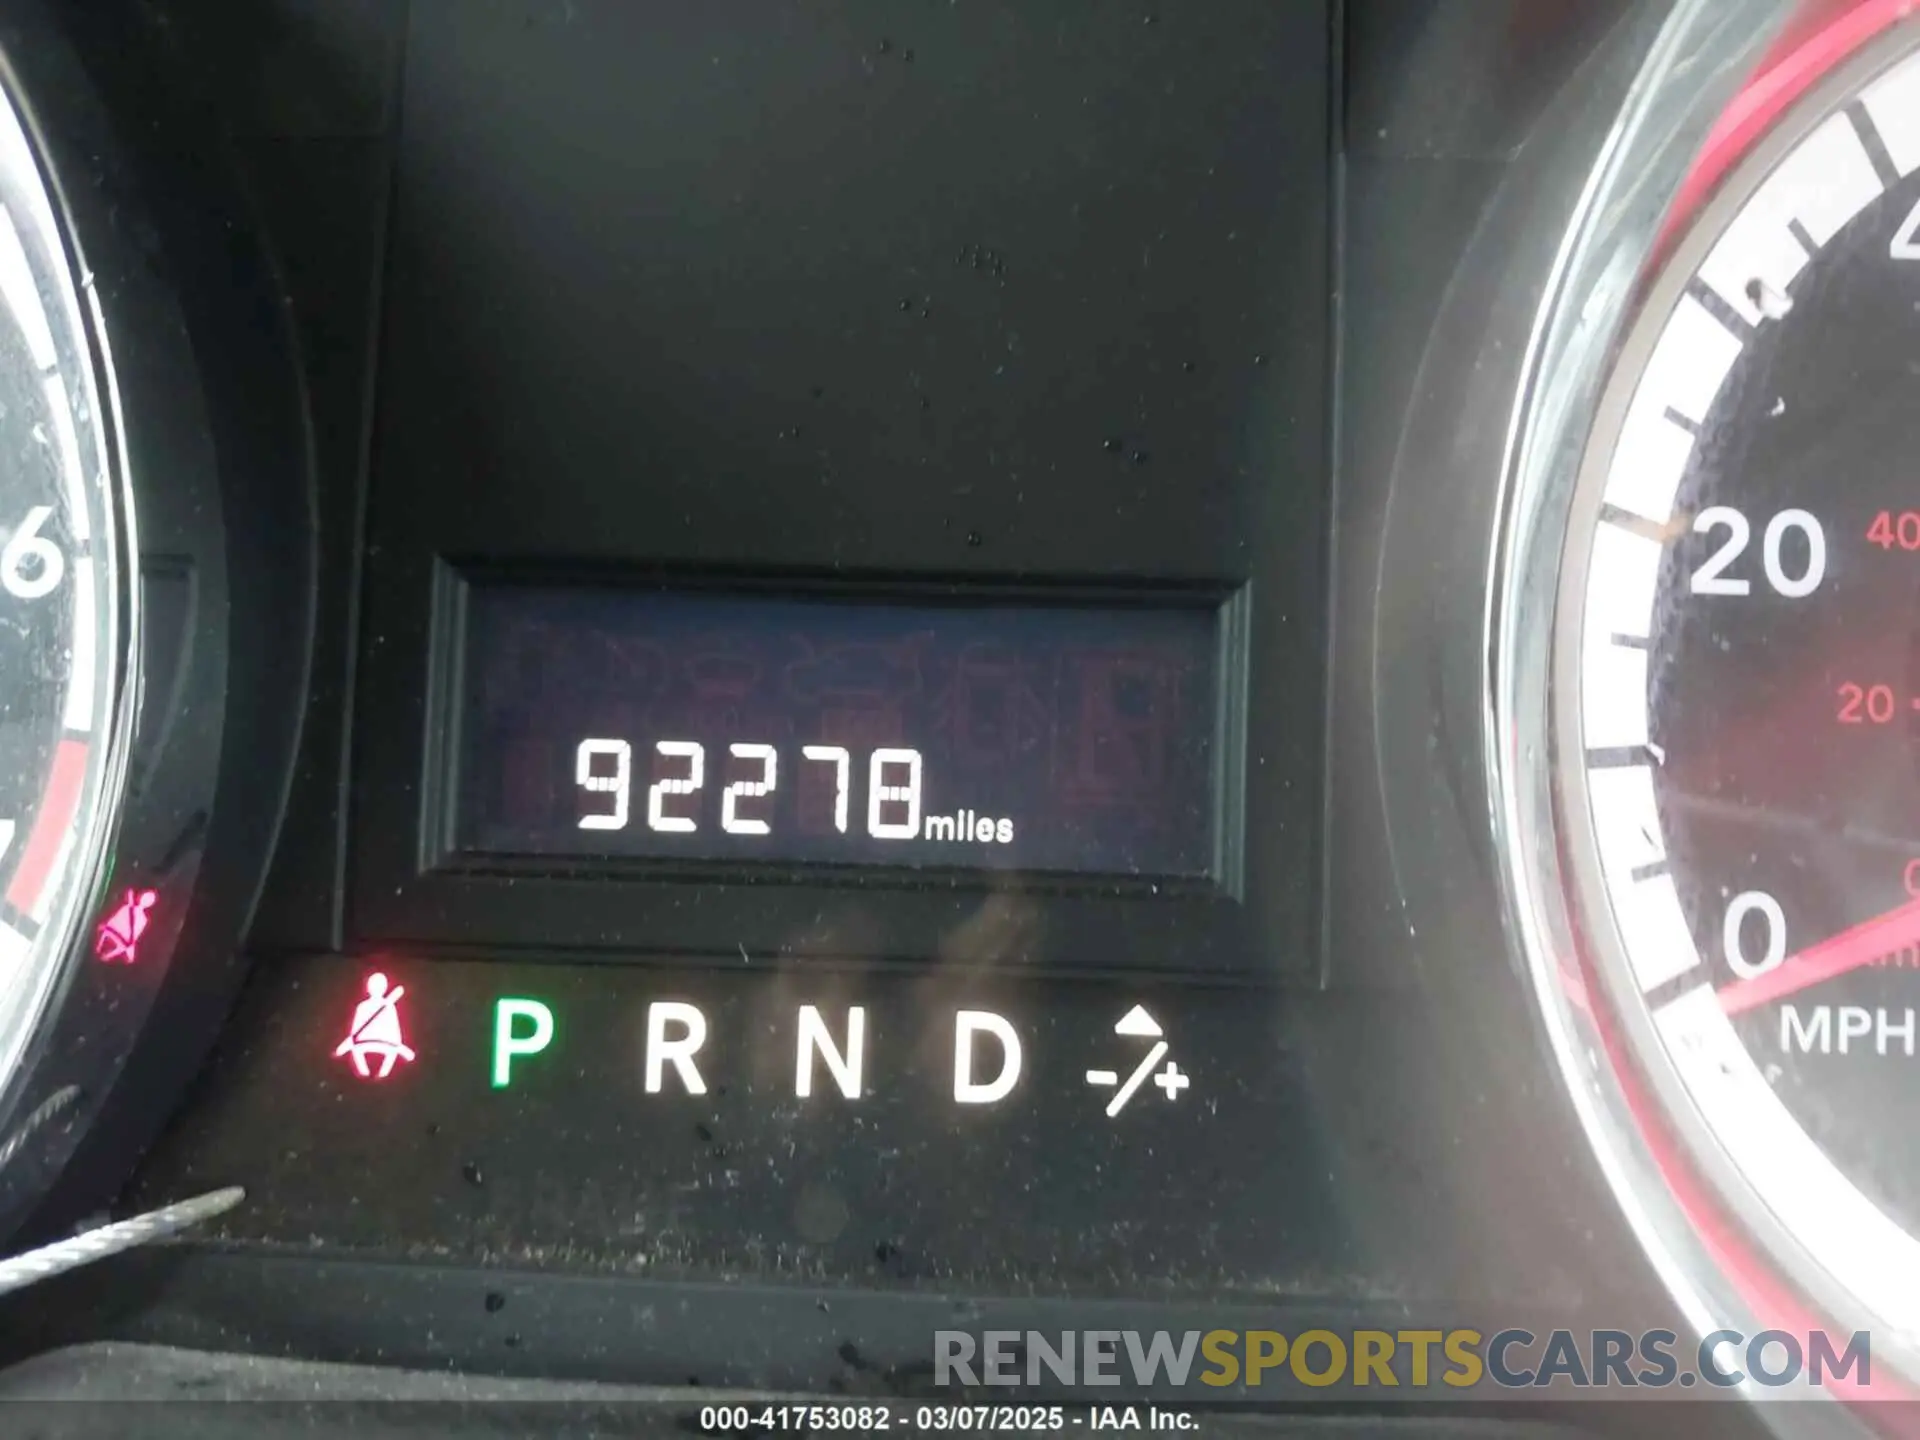 6
20
40
20
92278 miles
0
MPH
P R N D -/+
RENEWSPORTSCARS.COM
000-41753082 - 03/07/2025 - IAA Inc.